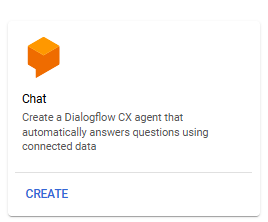 Chat
Create a Dialogflow CX agent that
automatically answers questions using
connected data
CREATE